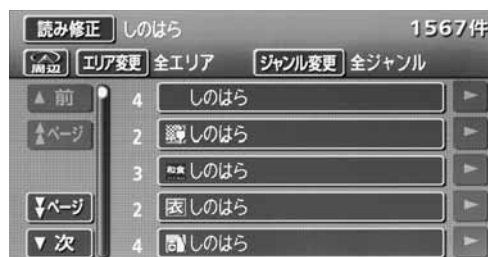 読み修正 しのはら 1567件
周辺 エリア変更 全エリア ジャンル変更 全ジャンル
▲前 4 しのはら
ページ 2 しのはら
3 和食 しのはら
ページ 2 衣 しのはら
▼次 4 しのはら